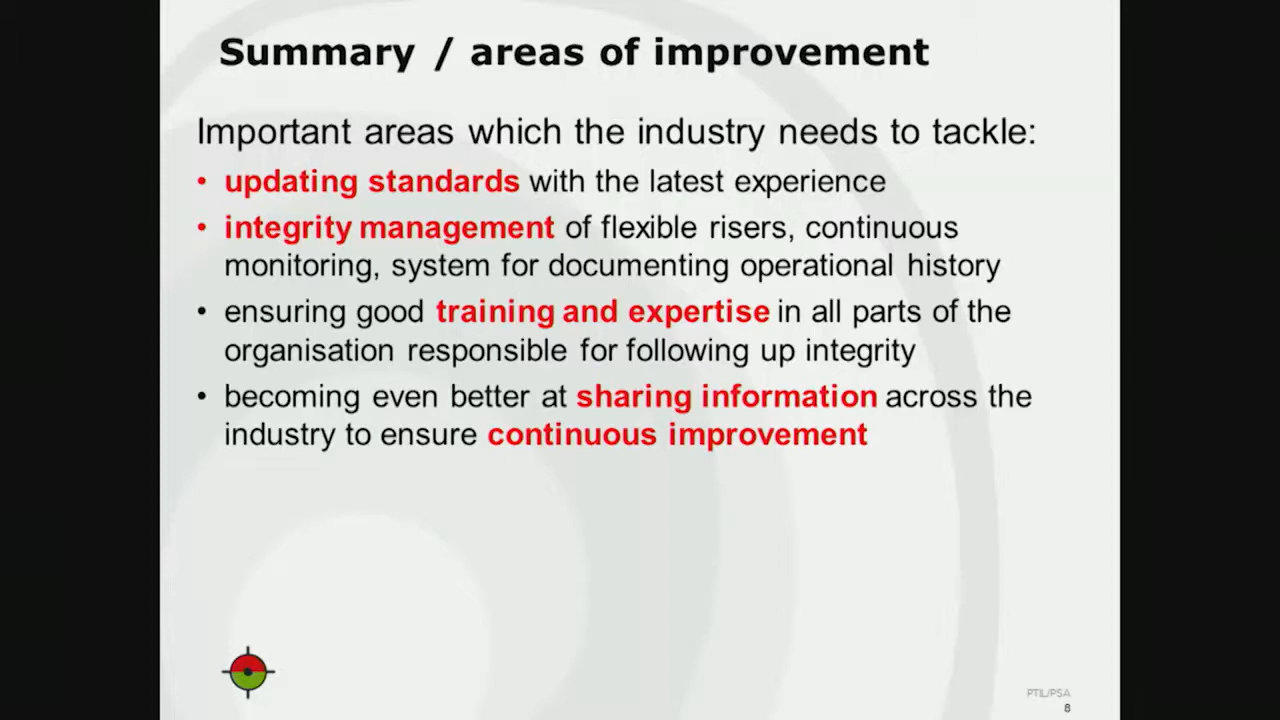 Summary / areas of improvement
Important areas which the industry needs to tackle:
• updating standards with the latest experience
• integrity management of flexible risers, continuous
monitoring, system for documenting operational history
• ensuring good training and expertise in all parts of the
organisation responsible for following up integrity
• becoming even better at sharing information across the
industry to ensure continuous improvement
PTIL/PSA
8